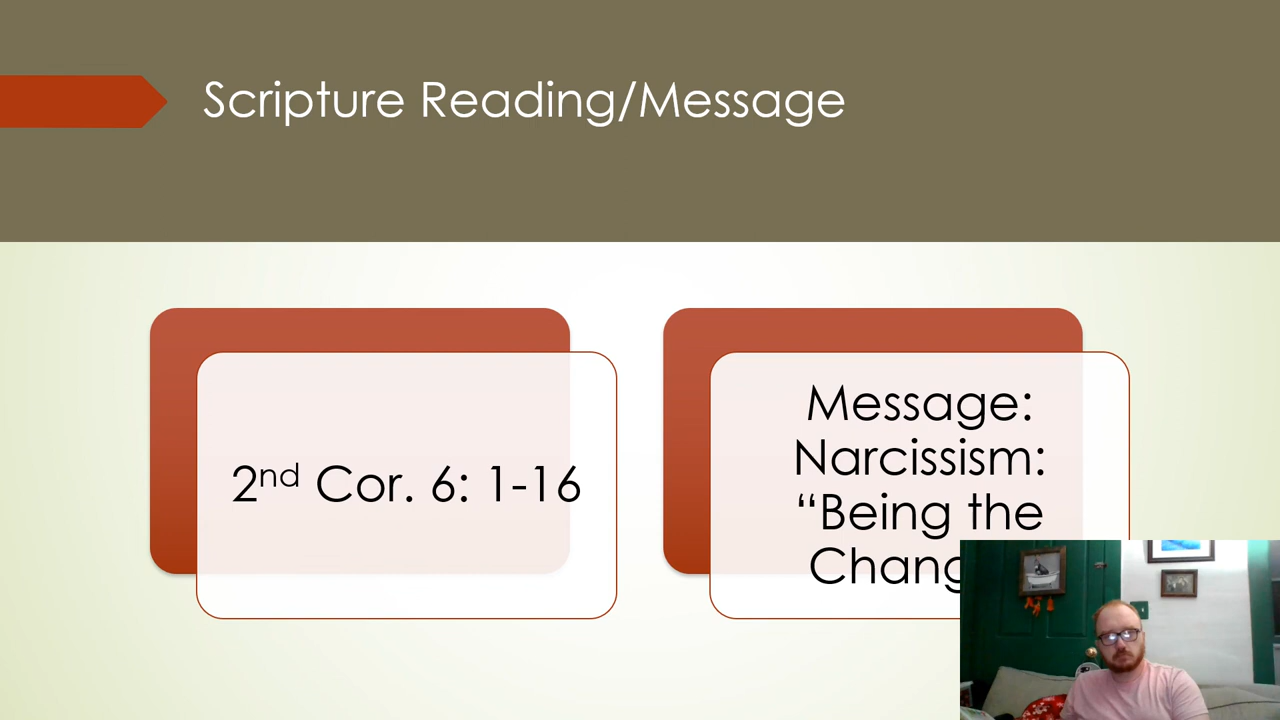 Scripture Reading/Message
2nd Cor. 6: 1-16
Message:
Narcissism:
“Being the
Chang